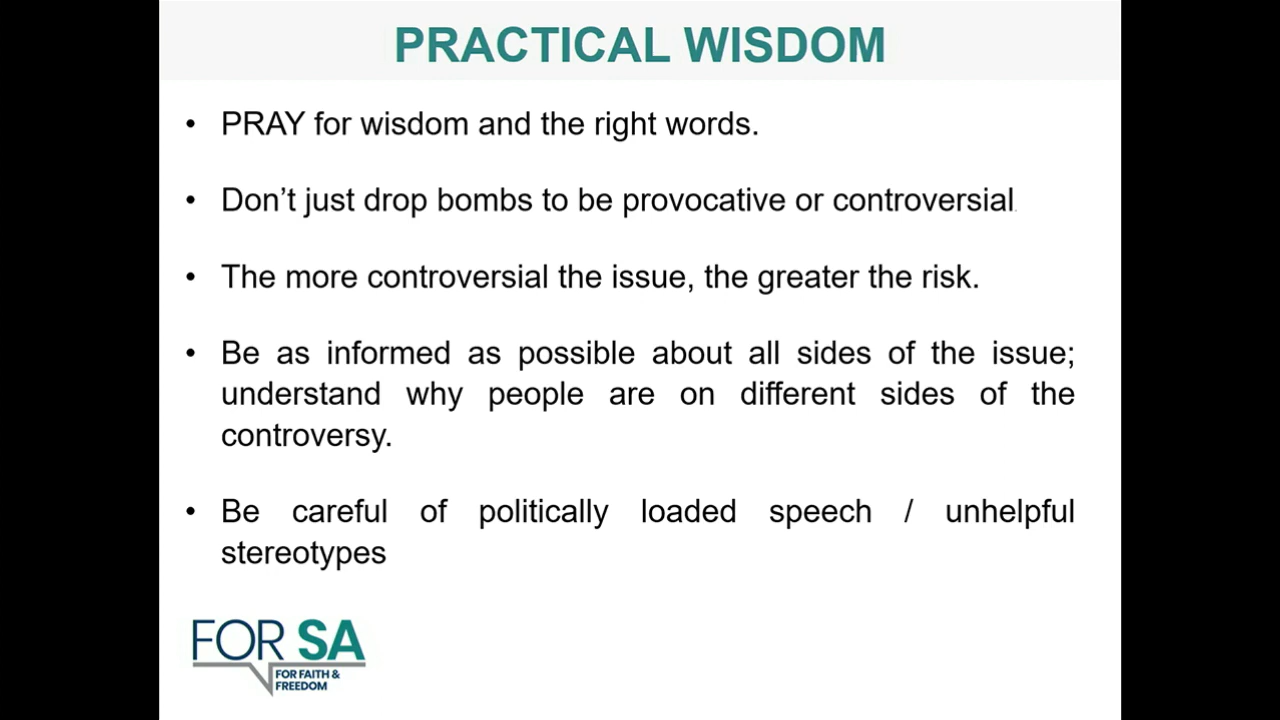 PRACTICAL WISDOM
• PRAY for wisdom and the right words.
• Don’t just drop bombs to be provocative or controversial.
• The more controversial the issue, the greater the risk.
• Be as informed as possible about all sides of the issue;
understand why people are on different sides of the
controversy.
• Be careful of politically loaded speech / unhelpful
stereotypes
FOR SA
FOR FAITH &
FREEDOM